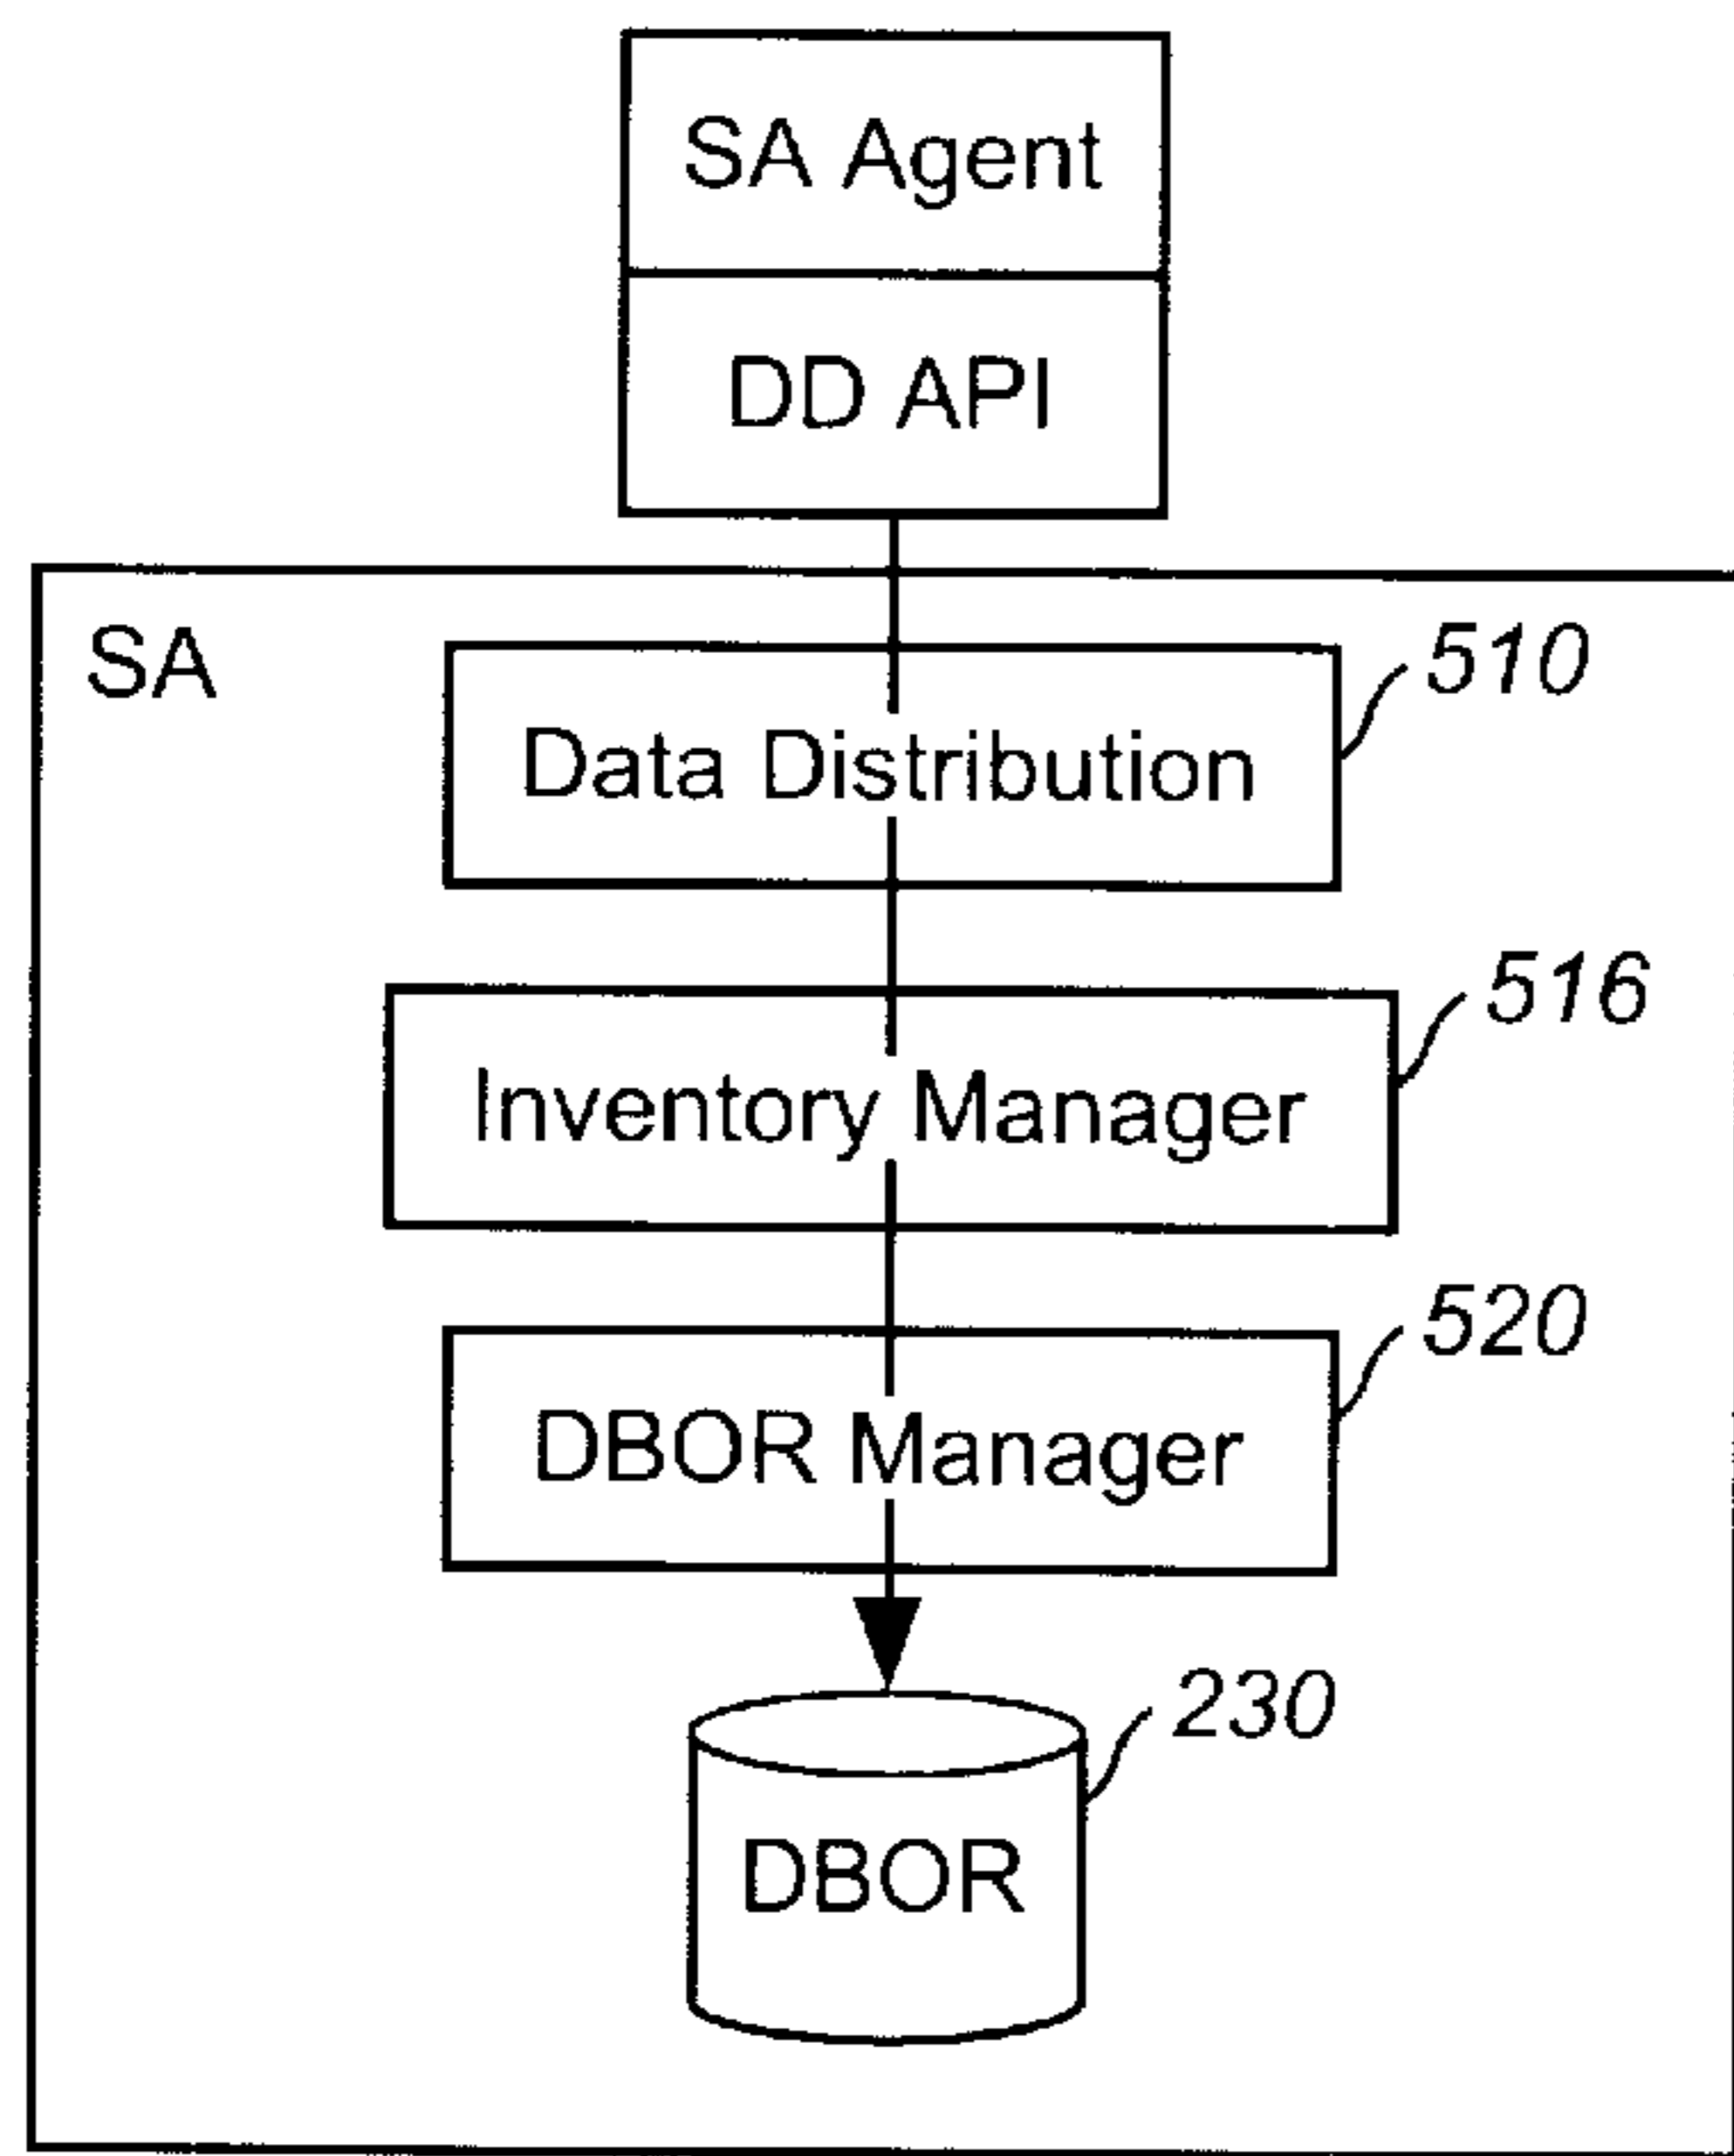 SA Agent
DD API
SA
510
Data Distribution
516
Inventory Manager
520
DBOR Manager
230
DBOR